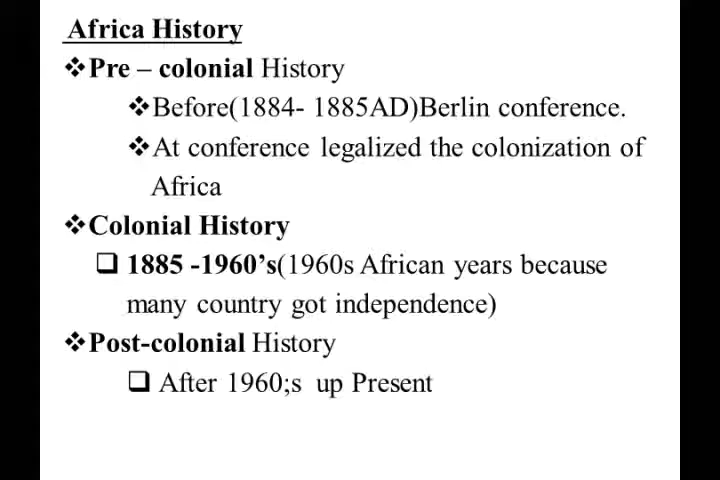 Africa History
❖Pre – colonial History
❖Before(1884- 1885AD)Berlin conference.
❖At conference legalized the colonization of
Africa
❖Colonial History
❑ 1885 -1960’s(1960s African years because
many country got independence)
❖Post-colonial History
❑ After 1960;s up Present